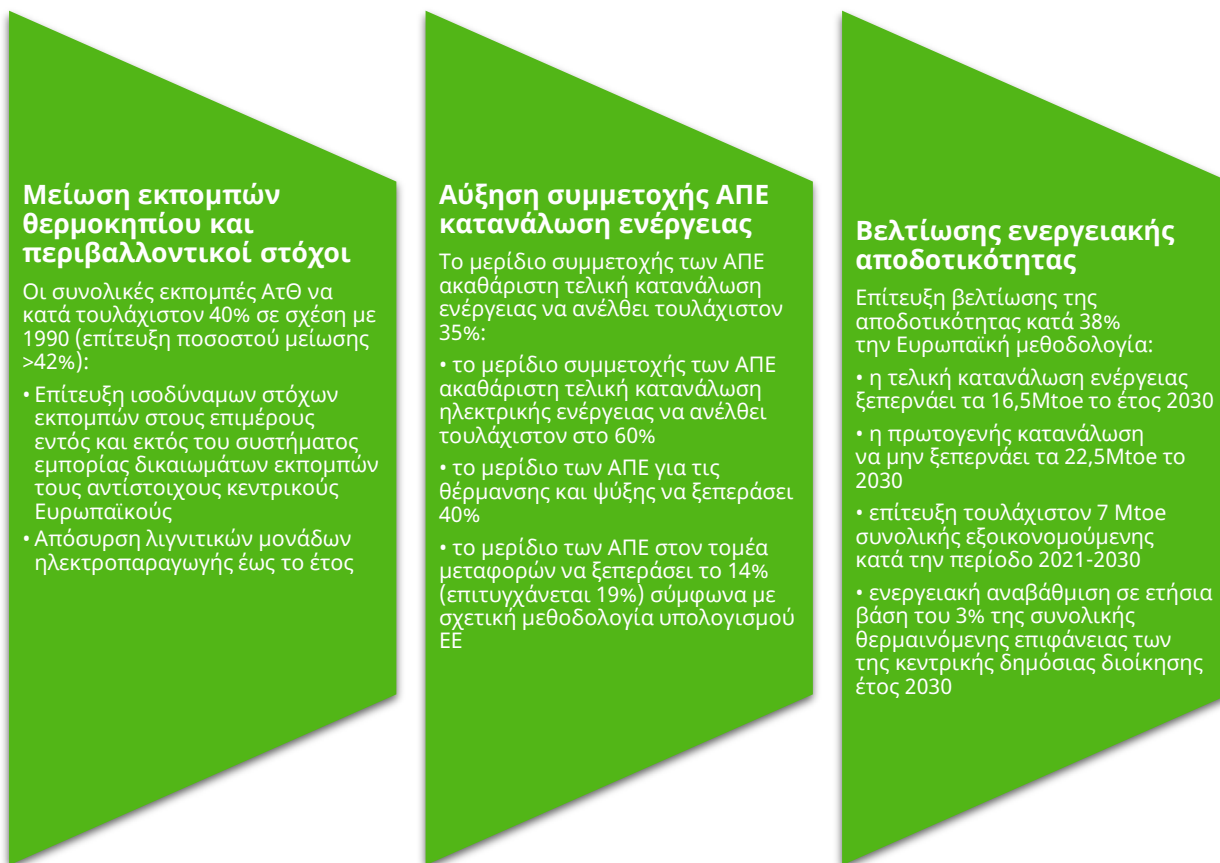 Μείωση εκπομπών
θερμοκηπίου και
περιβαλλοντικοί στόχοι
Οι συνολικές εκπομπές ΑτΘ να
κατά τουλάχιστον 40% σε σχέση με
1990 (επίτευξη ποσοστού μείωσης
>42%):
• Επίτευξη ισοδύναμων στόχων
εκπομπών στους επιμέρους
εντός και εκτός του συστήματος
εμπορίας δικαιωμάτων εκπομπών
τους αντίστοιχους κεντρικούς
Ευρωπαϊκούς
• Απόσυρση λιγνιτικών μονάδων
ηλεκτροπαραγωγής έως το έτος
Αύξηση συμμετοχής ΑΠΕ
κατανάλωση ενέργειας
Το μερίδιο συμμετοχής των ΑΠΕ
ακαθάριστη τελική κατανάλωση
ενέργειας να ανέλθει τουλάχιστον
35%:
• το μερίδιο συμμετοχής των ΑΠΕ
ακαθάριστη τελική κατανάλωση
ηλεκτρικής ενέργειας να ανέλθει
τουλάχιστον στο 60%
• το μερίδιο των ΑΠΕ για τις
θέρμανσης και ψύξης να ξεπεράσει
40%
• το μερίδιο των ΑΠΕ στον τομέα
μεταφορών να ξεπεράσει το 14%
(επιτυγχάνεται 19%) σύμφωνα με
σχετική μεθοδολογία υπολογισμού
ΕΕ
Βελτίωσης ενεργειακής
αποδοτικότητας
Επίτευξη βελτίωσης της
αποδοτικότητας κατά 38%
την Ευρωπαϊκή μεθοδολογία:
• η τελική κατανάλωση ενέργειας
ξεπερνάει τα 16,5Mtoe το έτος 2030
• η πρωτογενής κατανάλωση
να μην ξεπερνάει τα 22,5Mtoe το
2030
• επίτευξη τουλάχιστον 7 Mtoe
συνολικής εξοικονομούμενης
κατά την περίοδο 2021-2030
• ενεργειακή αναβάθμιση σε ετήσια
βάση του 3% της συνολικής
θερμαινόμενης επιφάνειας των
της κεντρικής δημόσιας διοίκησης
έτος 2030